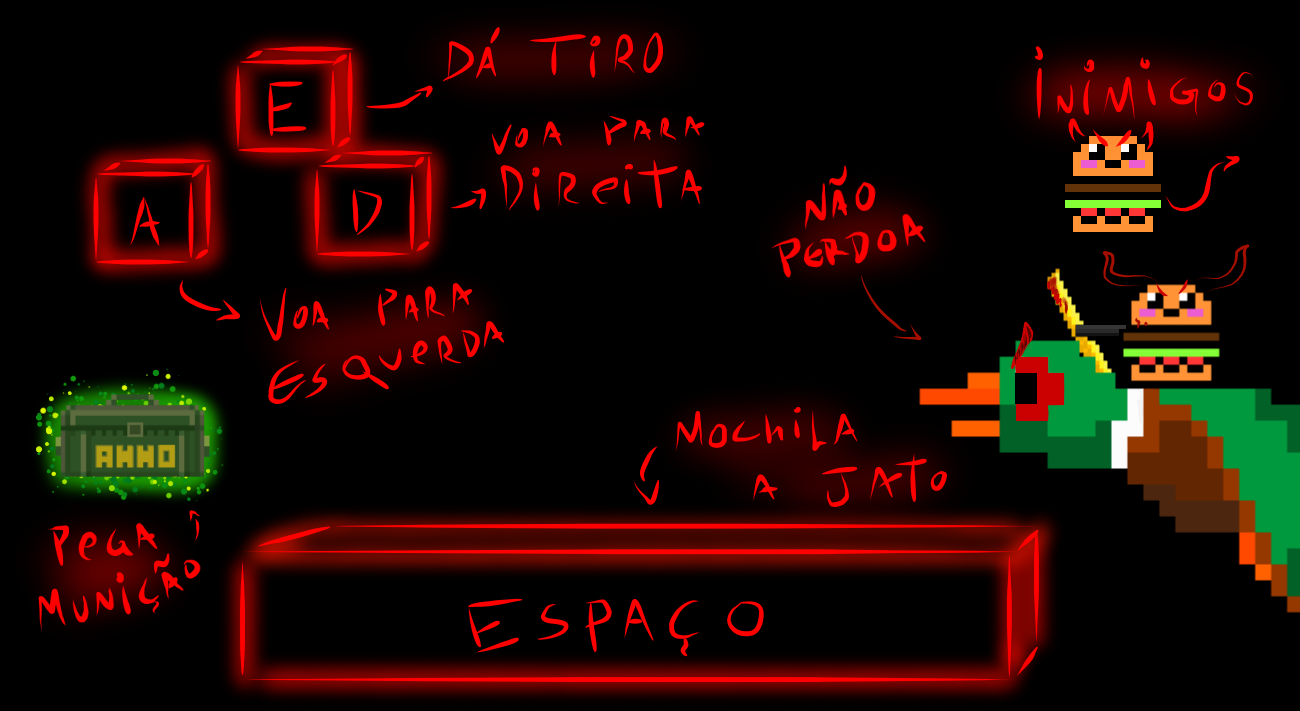 E
DÁ TIRO
A
D
VOA PARA
DIREITA
VOA PARA
ESQUERDA
INIMIGOS
NÃO
PERDOA
AMMO
PEGA
MUNIÇÃO
MOCHILA
A JATO
ESPAÇO